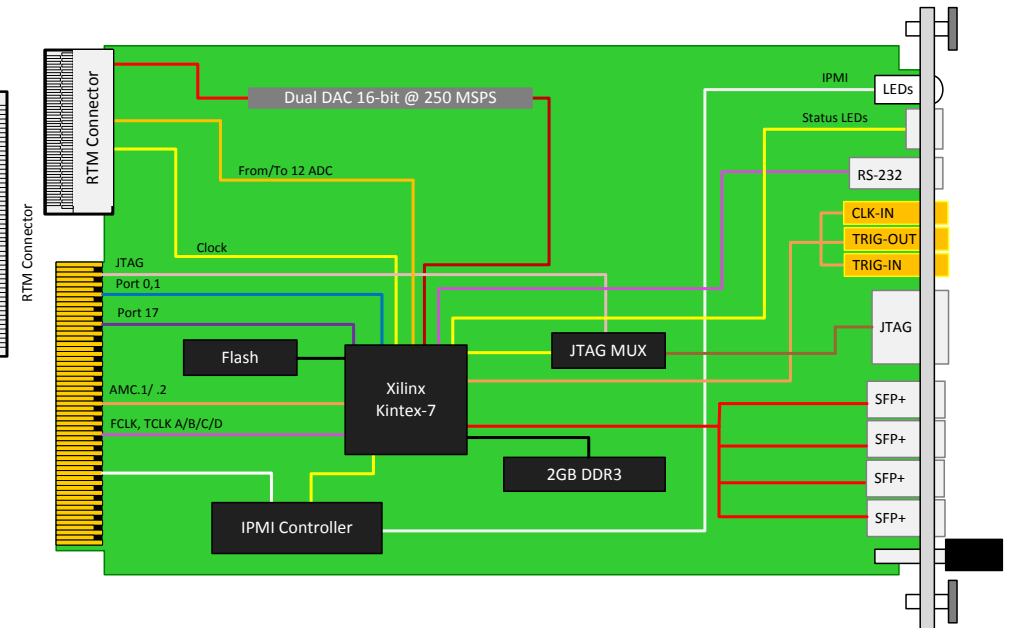 IPMI
LEDs
RTM Connector
Dual DAC 16-bit @ 250 MSPS
Status LEDs
From/To 12 ADC
RS-232
CLK-IN
RTM Connector
Clock
TRIG-OUT
JTAG
TRIG-IN
Port 0,1
Port 17
JTAG
Flash
JTAG MUX
Xilinx
Kintex-7
AMC.1/ .2
SFP+
FCLK, TCLK A/B/C/D
SFP+
2GB DDR3
SFP+
IPMI Controller
SFP+